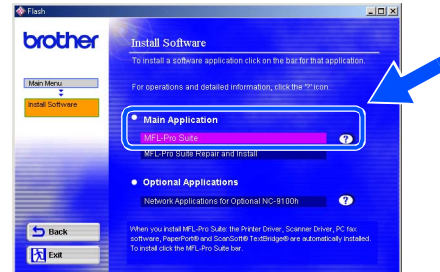 Flash
brother
Install Software
To install a software application click on the bar for that application.
Main Menu
For operations and detailed information, click the "?" icon.
Install Software
Main Application
MFL-Pro Suite
?
MFL-Pro Suite Repair and Install
Optional Applications
Network Applications for Optional NC-9100h
?
Back
When you install MFL-Pro Suite: the Printer Driver, Scanner Driver, PC fax
software, PaperPort® and ScanSoft® TextBridge® are automatically installed.
To install click the MFL-Pro Suite bar.
Exit